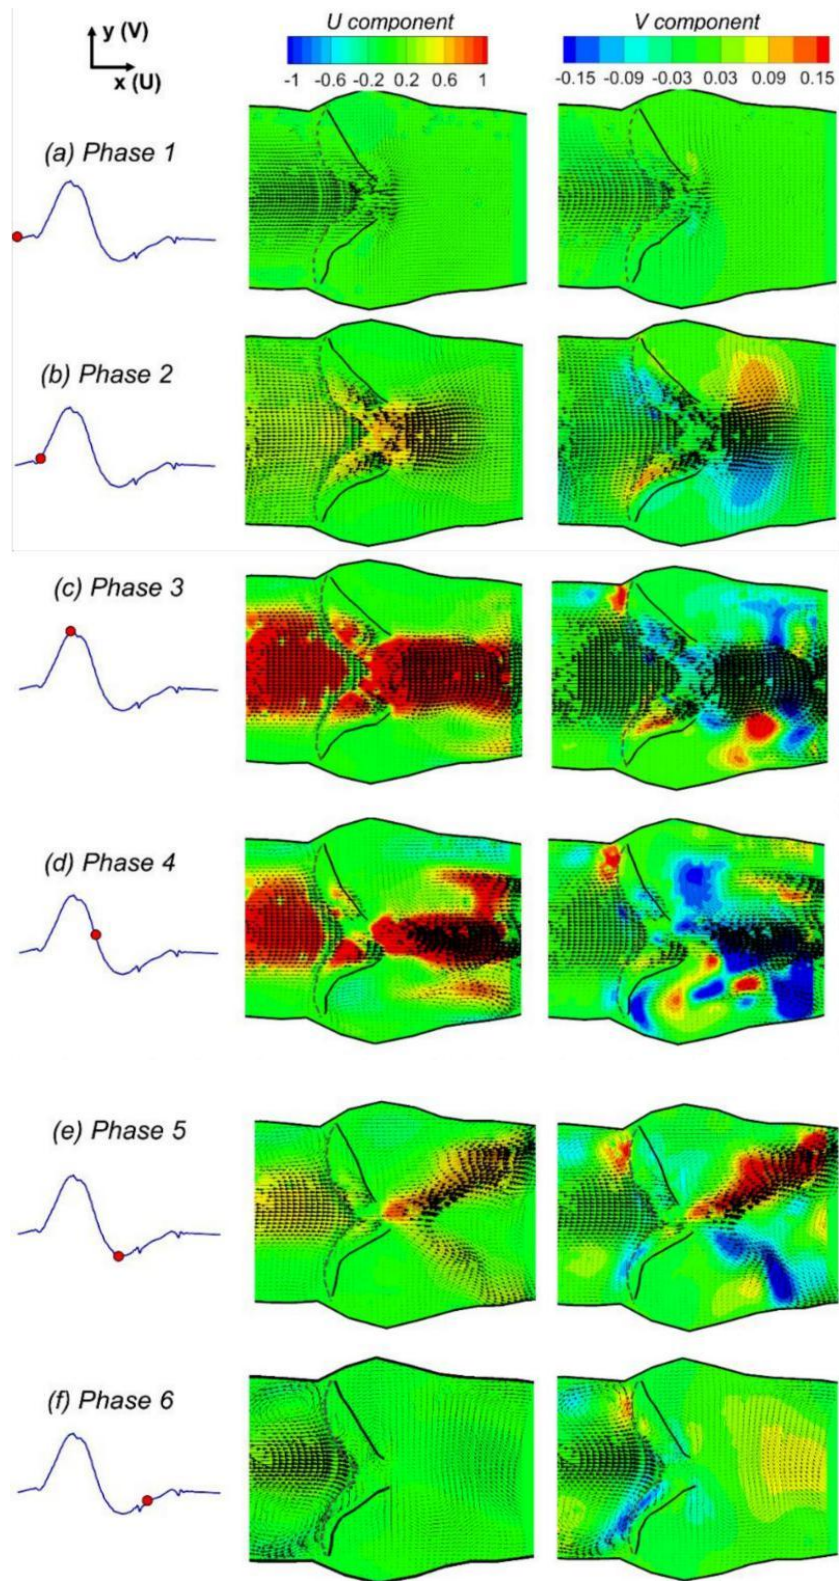 U component
V component
y (V)
x (U)
-1 -0.6 -0.2 0.2 0.6 1
-0.15 -0.09 -0.03 0.03 0.09 0.15
(a) Phase 1
(b) Phase 2
(c) Phase 3
(d) Phase 4
(e) Phase 5
(f) Phase 6